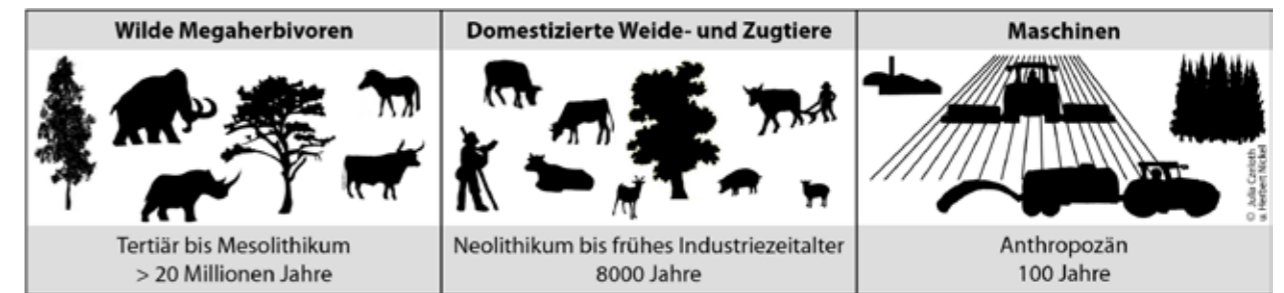 Wilde Megaherbivoren
Domestizierte Weide- und Zugtiere
Maschinen
© Julia Czeloth
u. Herbert Nickel
Tertiär bis Mesolithikum
> 20 Millionen Jahre
Neolithikum bis frühes Industriezeitalter
8000 Jahre
Anthropozän
100 Jahre